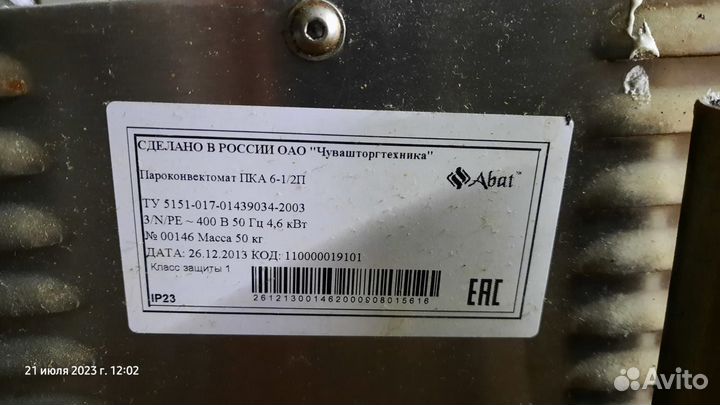 СДЕЛАНО В РОССИИ ОАО "Чувашторгтехника"
Пароконвектомат ПКА 6-1/2П
Abat™
ТУ 5151-017-01439034-2003
3/N/PE ~ 400 В 50 Гц 4,6 кВт
№ 00146 Масса 50 кг
ДАТА: 26.12.2013 КОД: 110000019101
Класс защиты 1
IP23
261213001462000908015616
EAC
21 июля 2023 г. 12:02
Avito